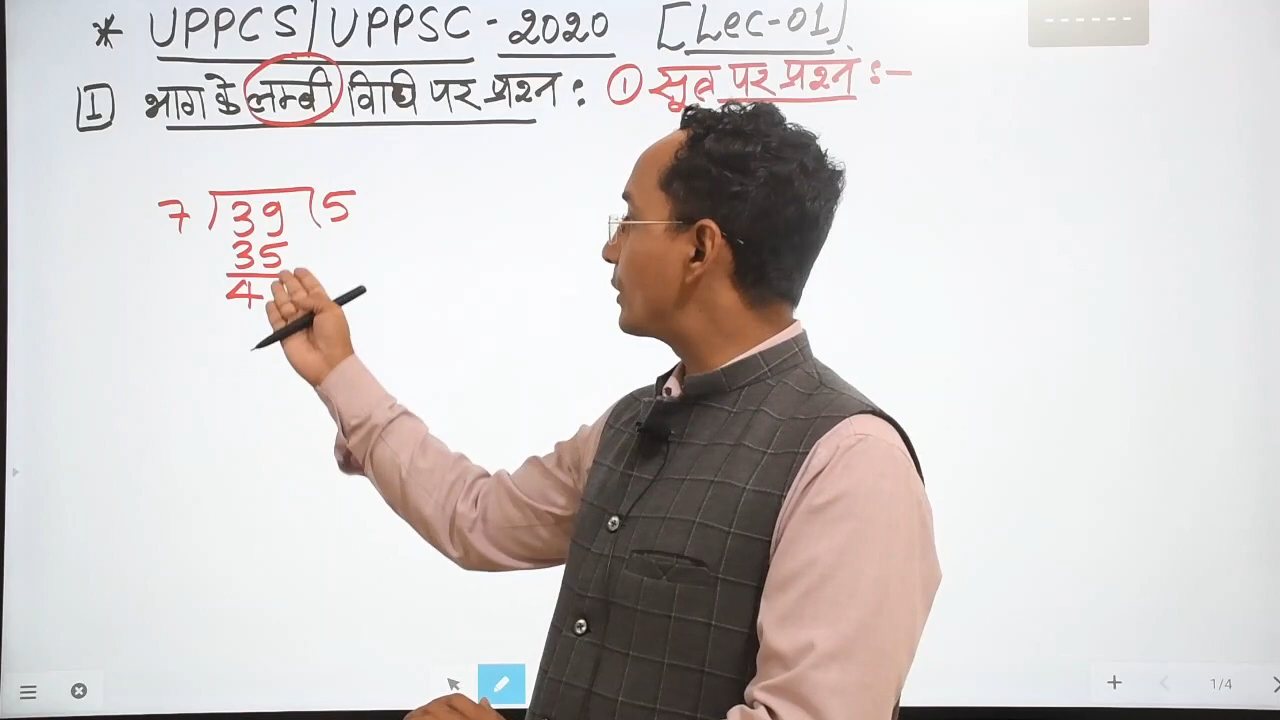 * UPPCS/UPPSC - 2020 [Lec-01]
I भाग के लम्बी विधि पर प्रश्न : ① सूत्र पर प्रश्न :-
7) 39 (5
35
4
1/4